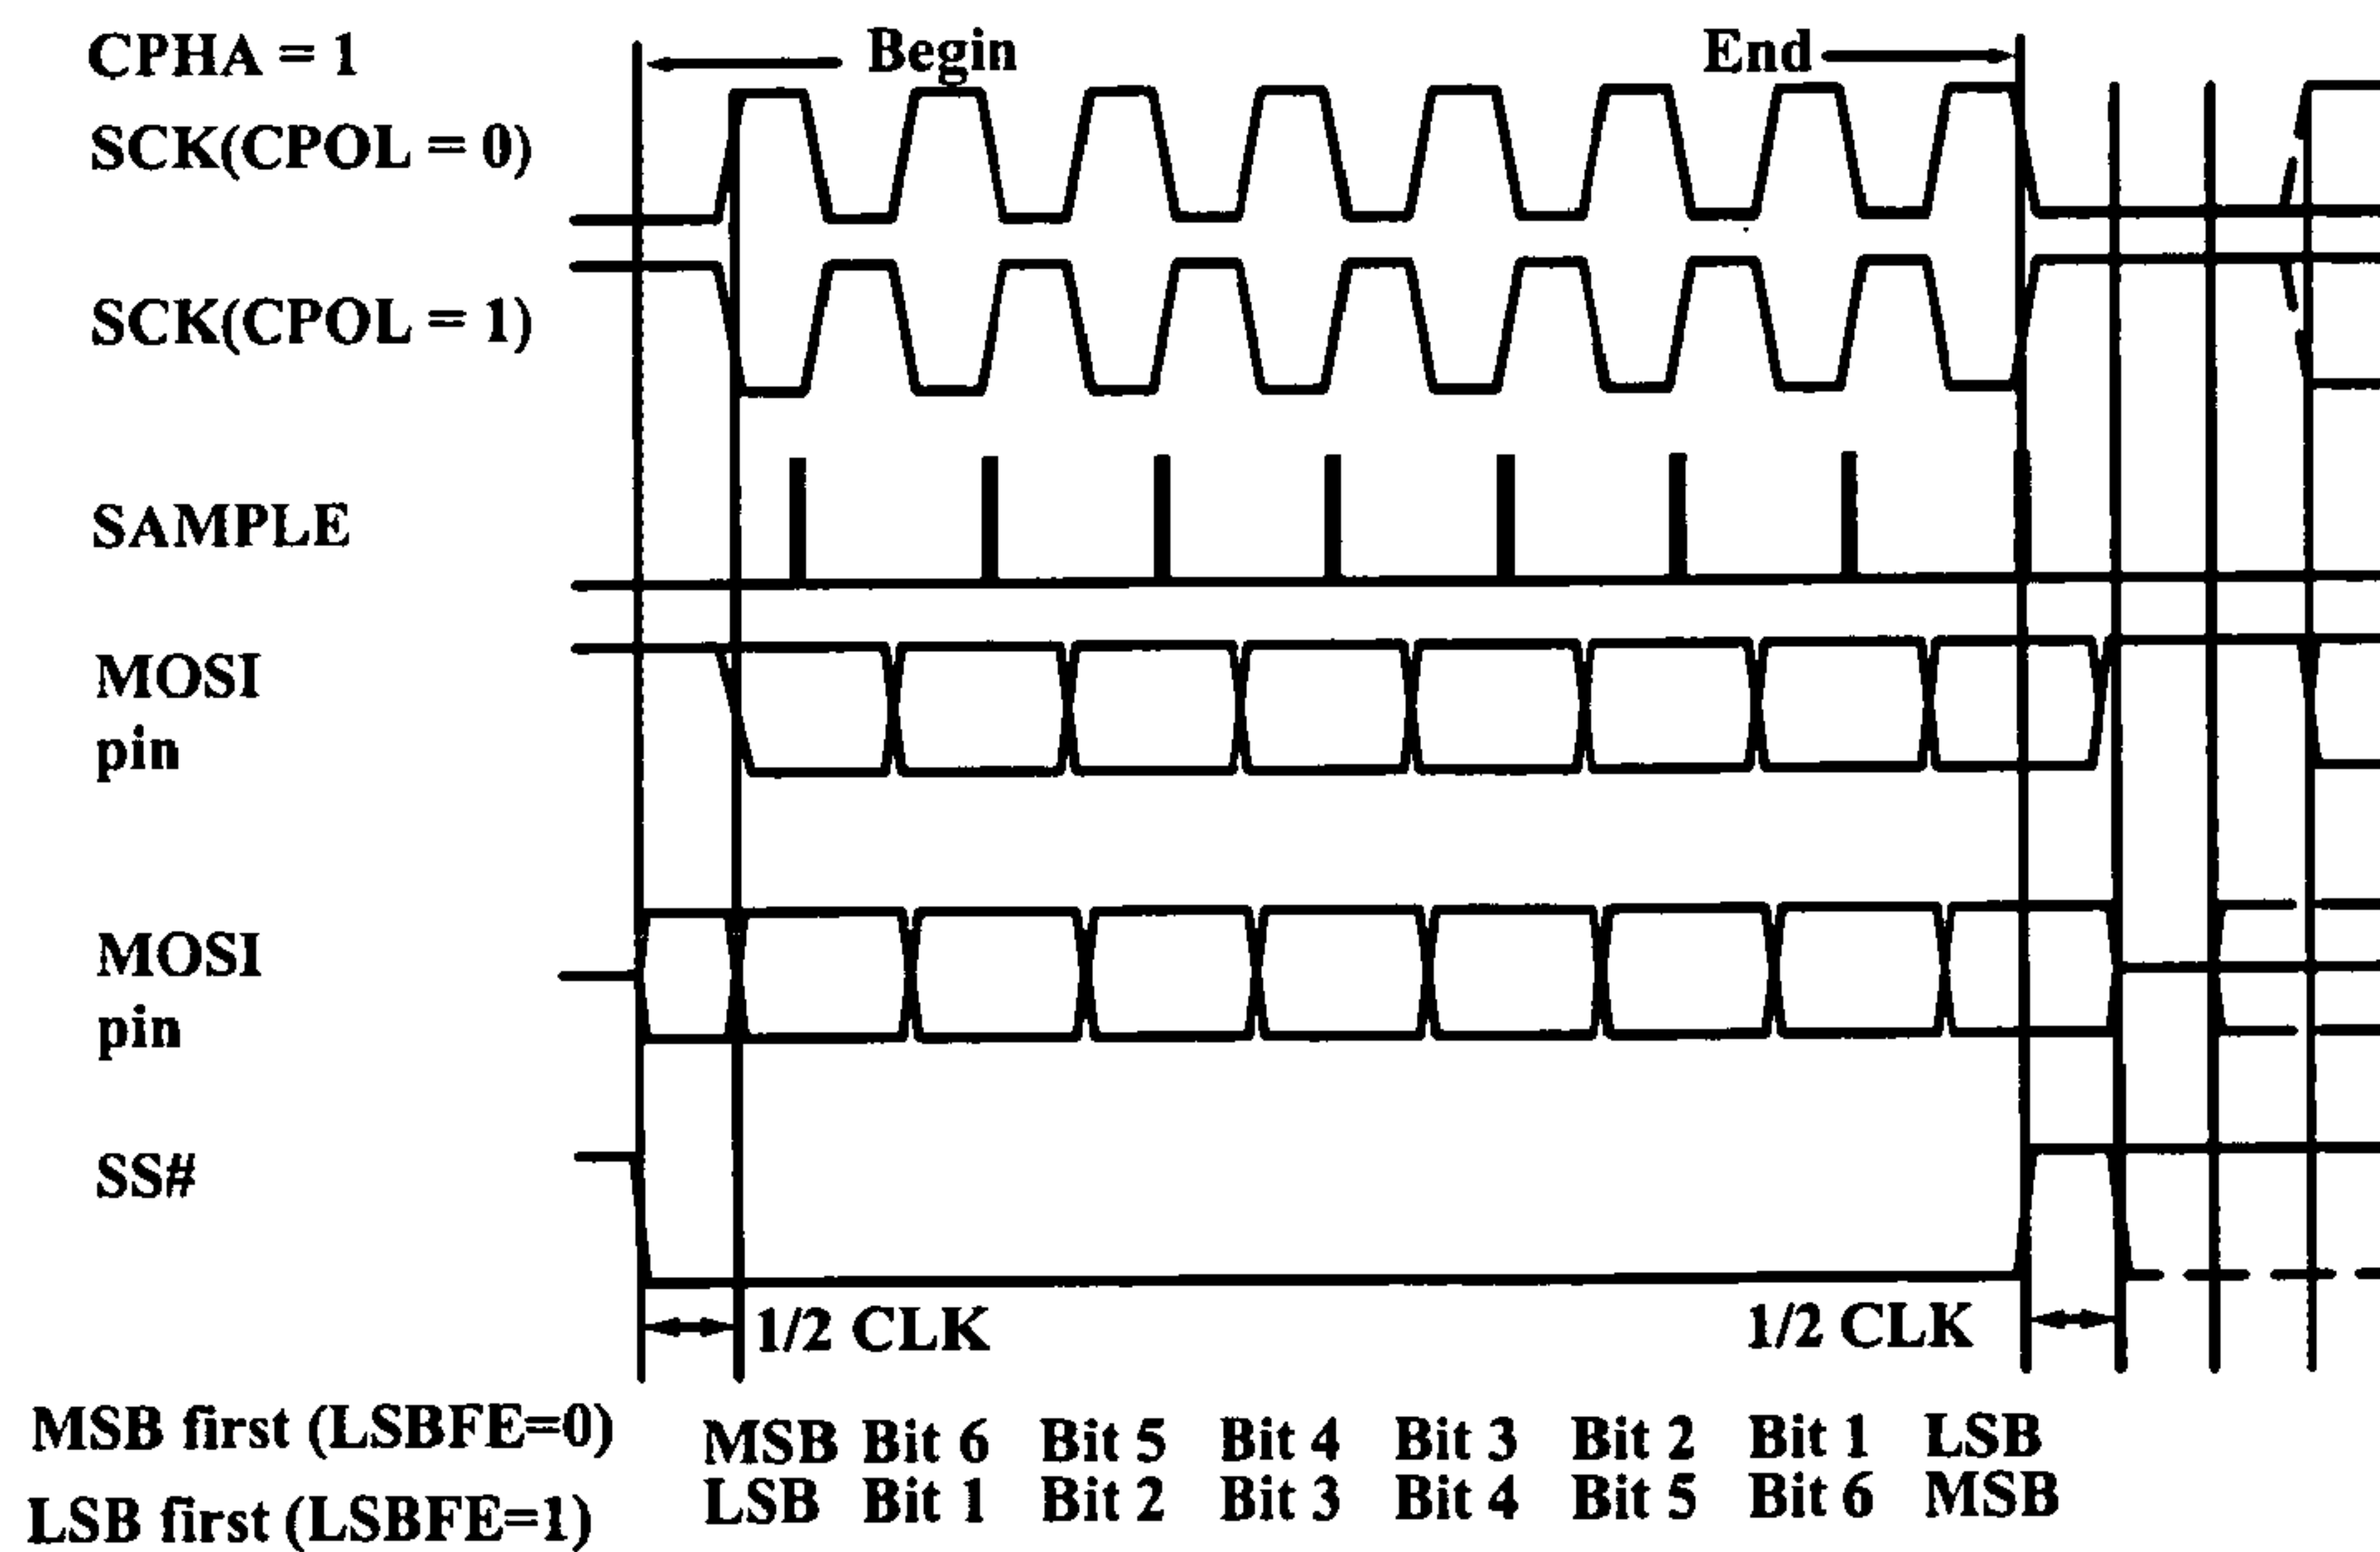 CPHA = 1
Begin
End
SCK(CPOL = 0)
SCK(CPOL = 1)
SAMPLE
MOSI
pin
MOSI
pin
SS#
1/2 CLK
1/2 CLK
MSB first (LSBFE=0)
MSB Bit 6 Bit 5 Bit 4 Bit 3 Bit 2 Bit 1 LSB
LSB first (LSBFE=1)
LSB Bit 1 Bit 2 Bit 3 Bit 4 Bit 5 Bit 6 MSB